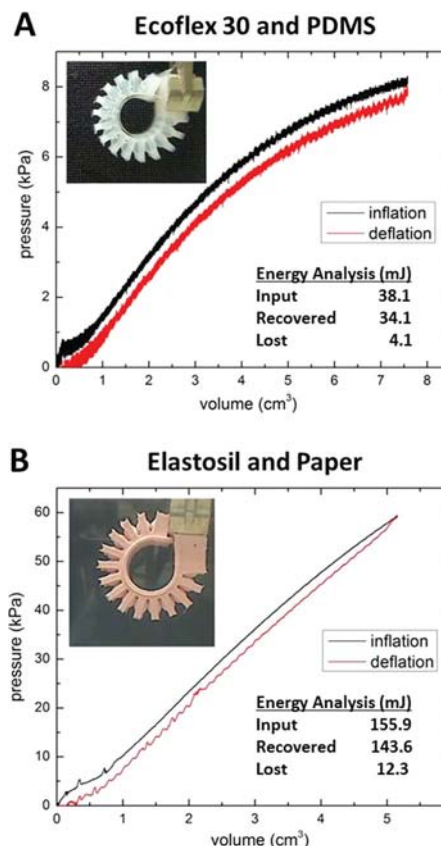 A
Ecoflex 30 and PDMS
8
6
4
2
0
pressure (kPa)
inflation
deflation
Energy Analysis (mJ)
Input 38.1
Recovered 34.1
Lost 4.1
0 1 2 3 4 5 6 7 8
volume (cm³)
B
Elastosil and Paper
60
50
40
30
20
10
0
pressure (kPa)
inflation
deflation
Energy Analysis (mJ)
Input 155.9
Recovered 143.6
Lost 12.3
0 1 2 3 4 5
volume (cm³)